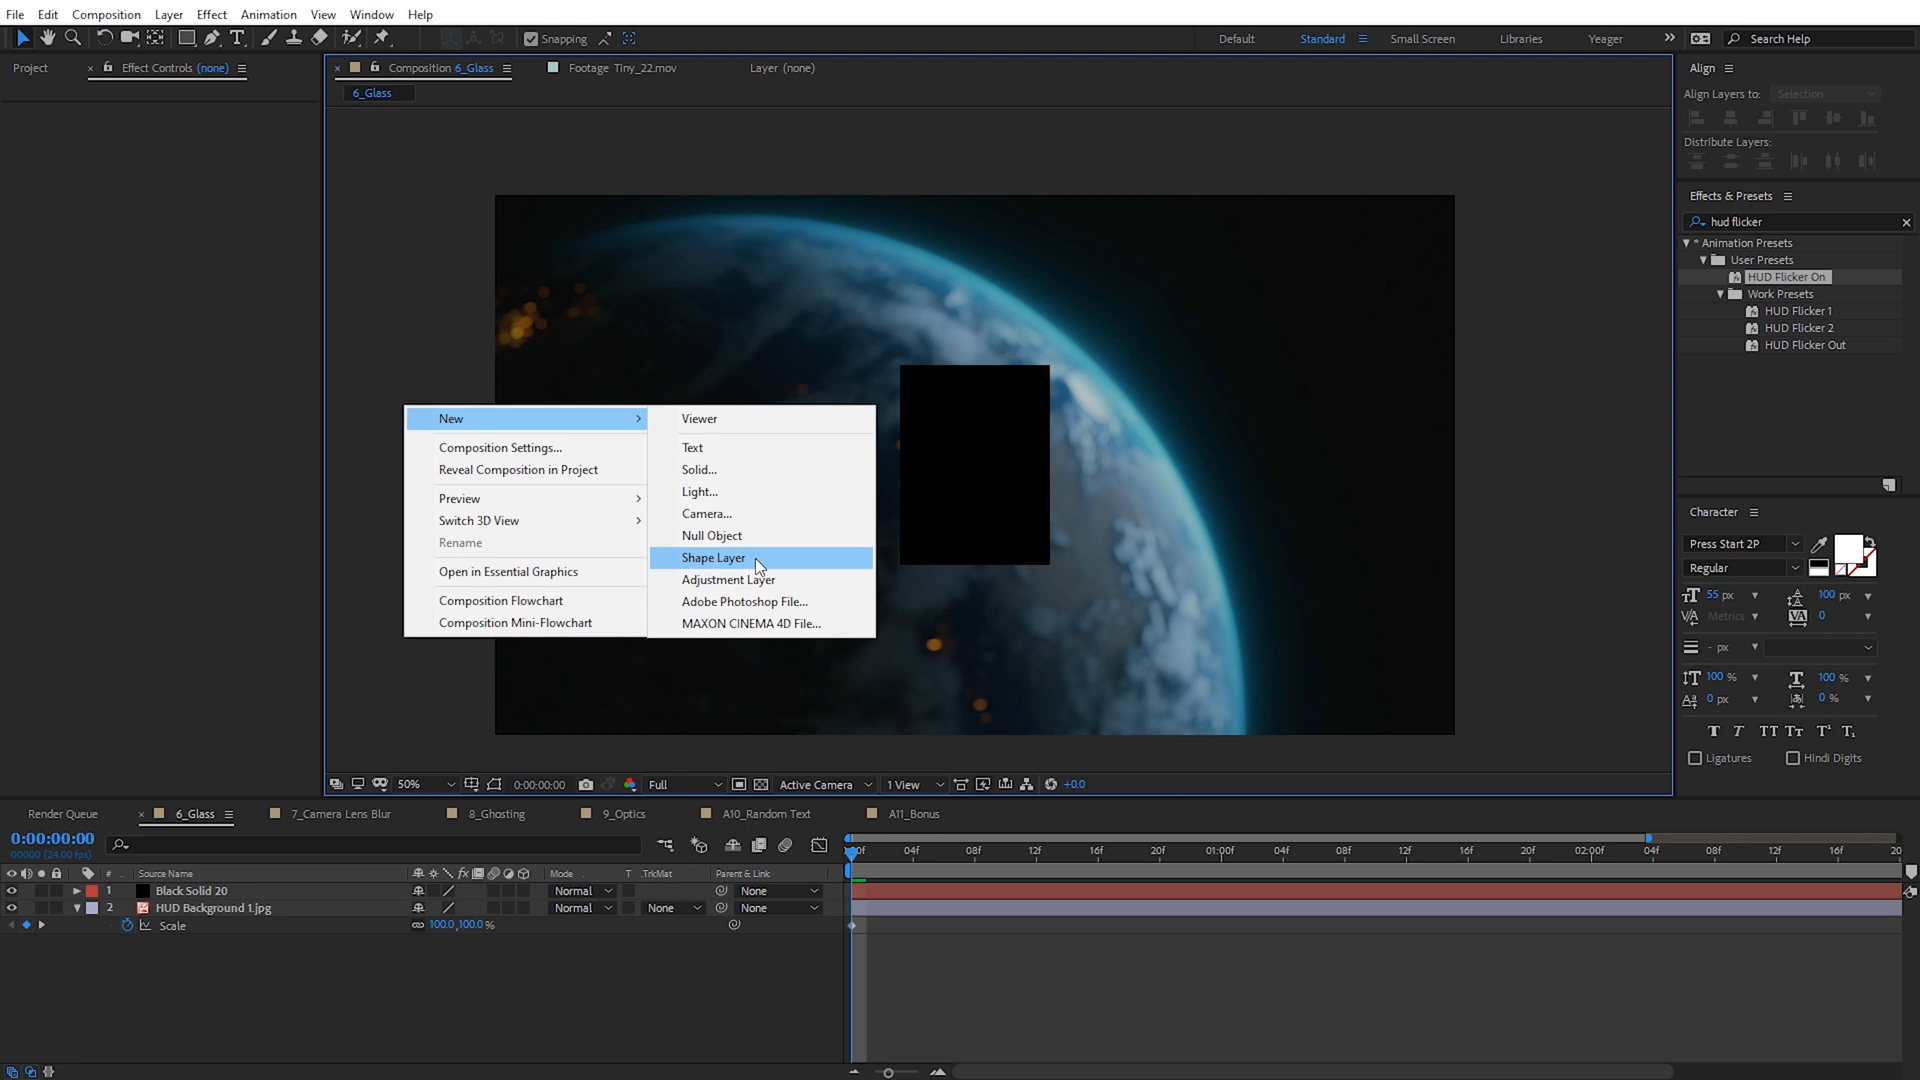 File Edit Composition Layer Effect Animation View Window Help
Snapping Default Standard Small Screen Libraries Yeager Search Help
Project × Effect Controls (none) × Composition 6_Glass Footage Tiny_22.mov Layer (none)
6_Glass
New
Composition Settings...
Reveal Composition in Project
Preview
Switch 3D View
Rename
Open in Essential Graphics
Composition Flowchart
Composition Mini-Flowchart
Viewer
Text
Solid...
Light...
Camera...
Null Object
Shape Layer
Adjustment Layer
Adobe Photoshop File...
MAXON CINEMA 4D File...
50% 0:00:00:00 Full Active Camera 1 View +0.0
Align
Align Layers to: Selection
Distribute Layers:
Effects & Presets
hud flicker
* Animation Presets
User Presets
HUD Flicker On
Work Presets
HUD Flicker 1
HUD Flicker 2
HUD Flicker Out
Character
Press Start 2P
Regular
55 px 100 px
Metrics 0
- px
100 % 100 %
0 px 0 %
T T TT Tr T¹ T₁
Ligatures Hindi Digits
Render Queue × 6_Glass 7_Camera Lens Blur 8_Ghosting 9_Optics A10_Random Text A11_Bonus
0:00:00:00
00000 (24.00 fps)
# Source Name Mode T .TrkMat Parent & Link
1 Black Solid 20 Normal None
2 HUD Background 1.jpg Normal None None
Scale 100.0,100.0 %
04f 08f 12f 16f 20f 01:00f 04f 08f 12f 16f 20f 02:00f 04f 08f 12f 16f 20